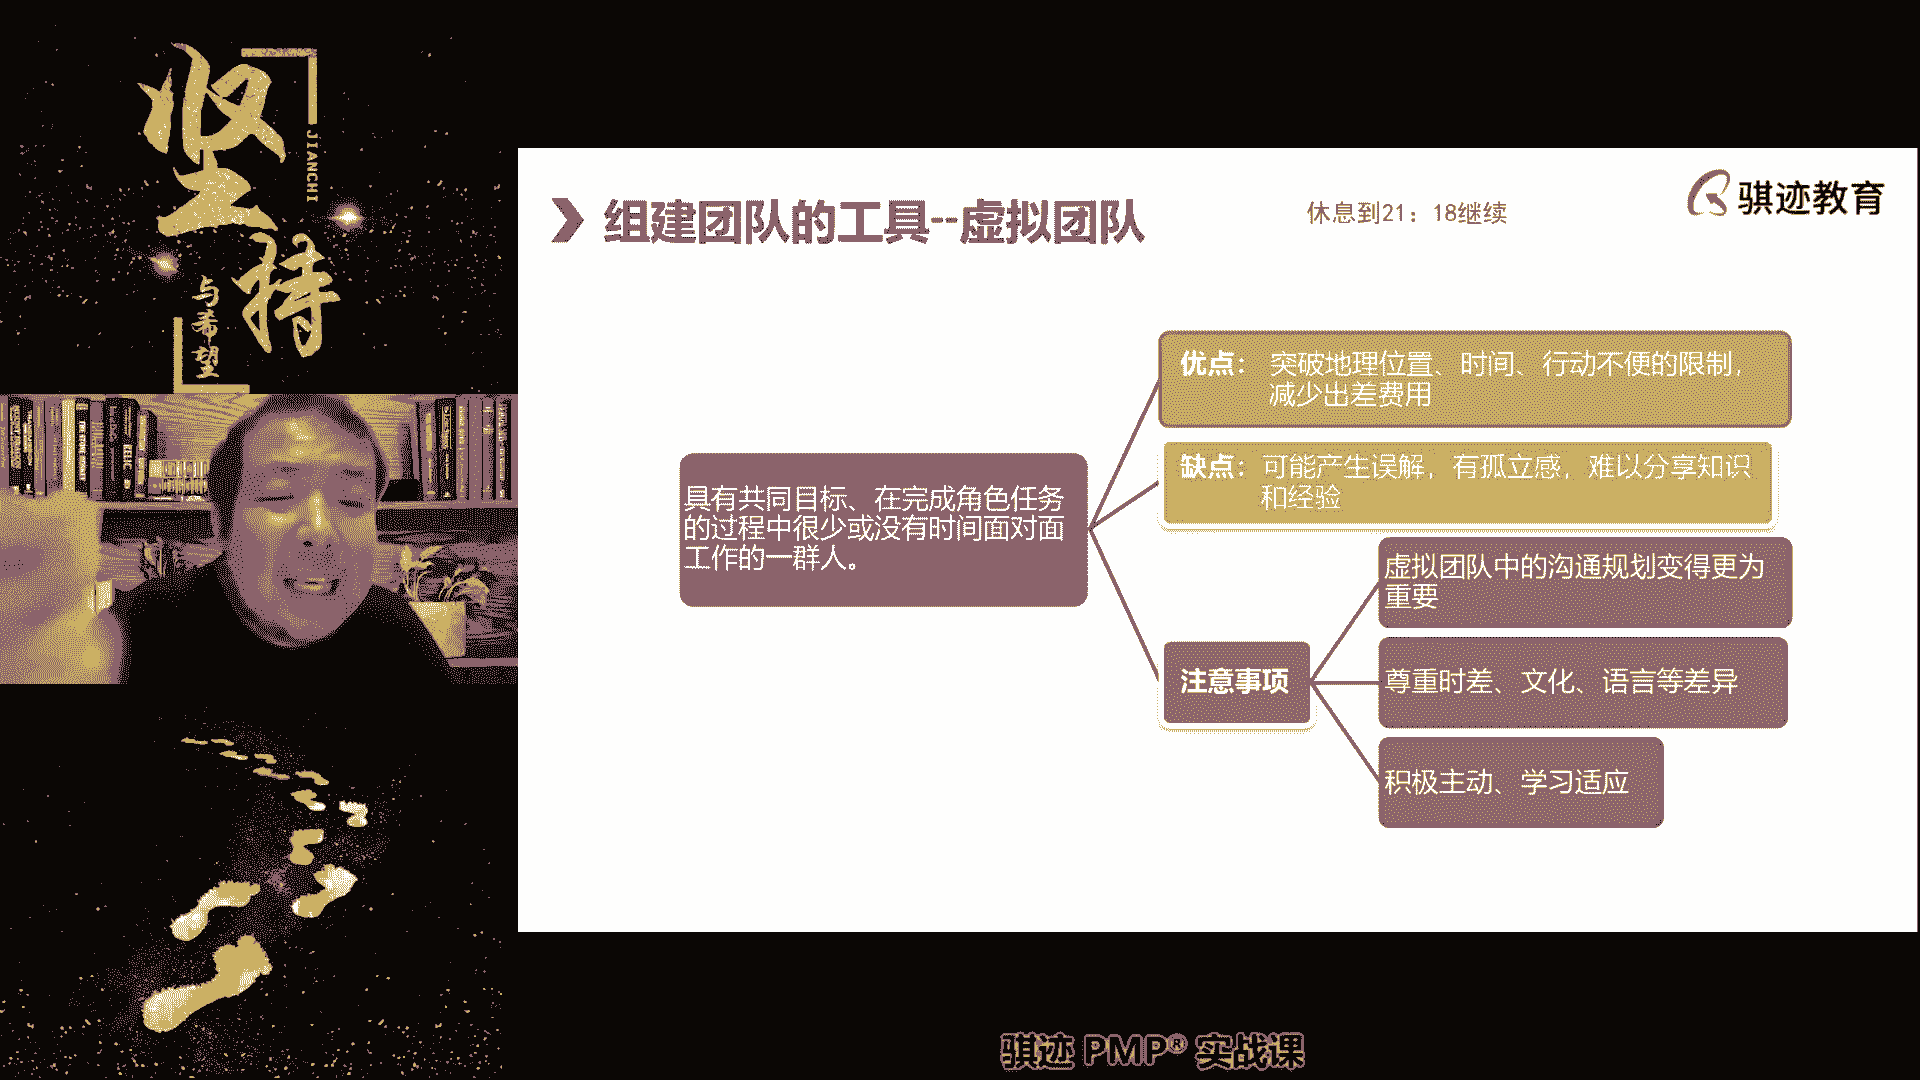 坚持
JIANCHI
与希望
组建团队的工具--虚拟团队
休息到21：18继续
骐迹教育
具有共同目标、在完成角色任务
的过程中很少或没有时间面对面
工作的一群人。
优点： 突破地理位置、时间、行动不便的限制，
减少出差费用
缺点：可能产生误解，有孤立感，难以分享知识
和经验
注意事项
虚拟团队中的沟通规划变得更为
重要
尊重时差、文化、语言等差异
积极主动、学习适应
骐迹 PMP® 实战课